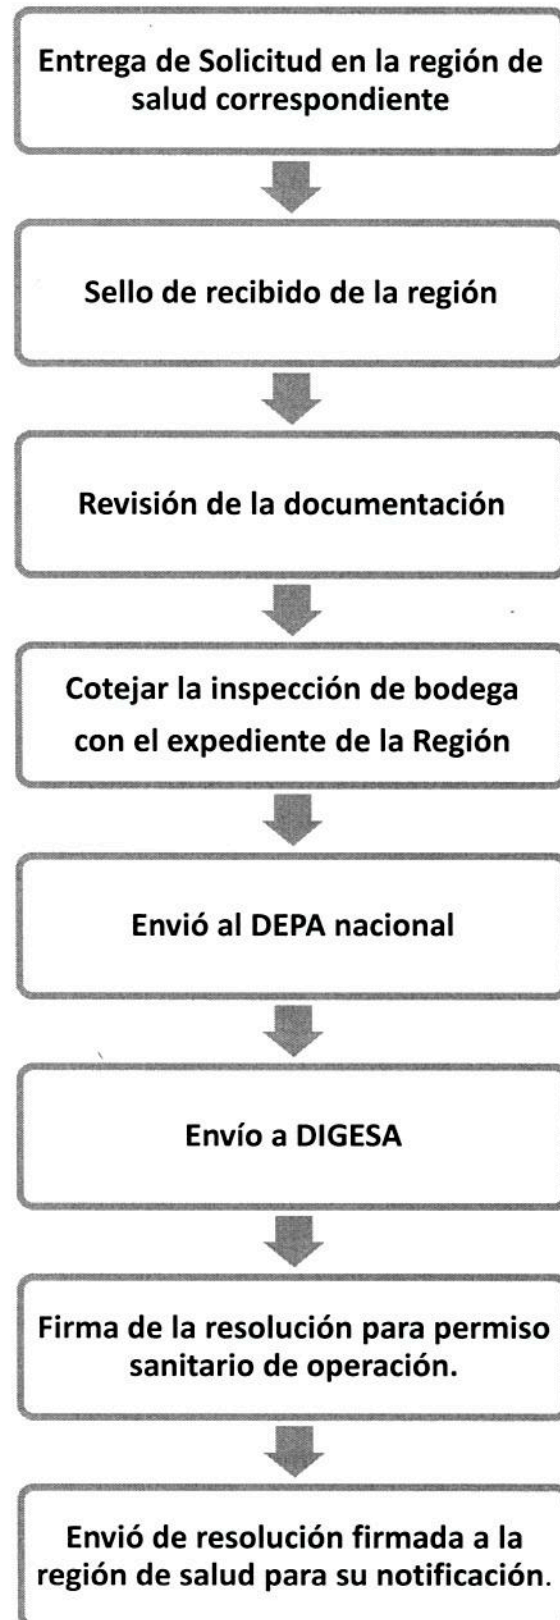 Entrega de Solicitud en la región de
salud correspondiente
Sello de recibido de la región
Revisión de la documentación
Cotejar la inspección de bodega
con el expediente de la Región
Envió al DEPA nacional
Envío a DIGESA
Firma de la resolución para permiso
sanitario de operación.
Envió de resolución firmada a la
región de salud para su notificación.